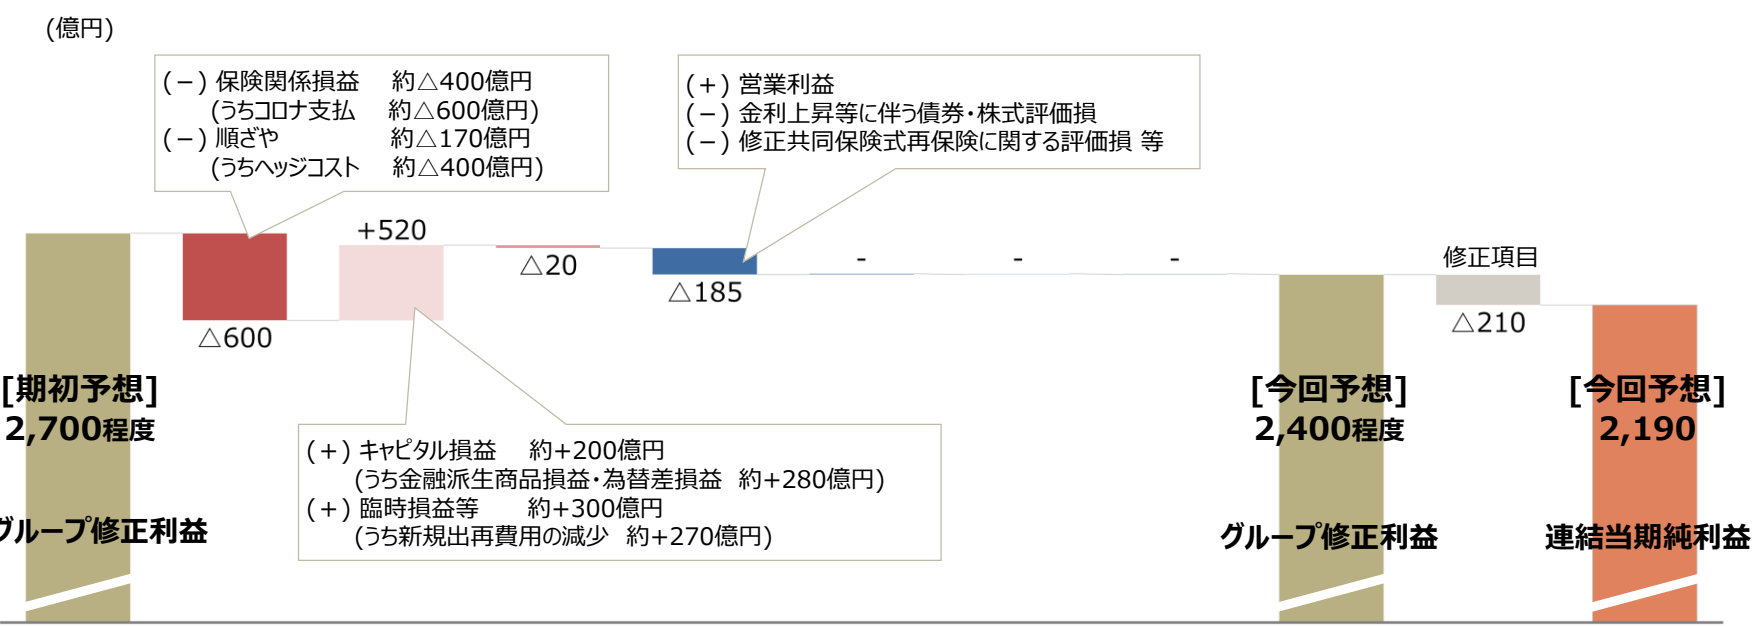 (億円)
(－) 保険関係損益 約△400億円
(うちコロナ支払 約△600億円)
(－) 順ざや 約△170億円
(うちヘッジコスト 約△400億円)
(＋) 営業利益
(－) 金利上昇等に伴う債券・株式評価損
(－) 修正共同保険式再保険に関する評価損 等
+520
△20
△185
-
-
-
修正項目
△600
△210
[期初予想]
2,700程度
[今回予想]
2,400程度
[今回予想]
2,190
(＋) キャピタル損益 約+200億円
(うち金融派生商品損益・為替差損益 約+280億円)
(＋) 臨時損益等 約+300億円
(うち新規出再費用の減少 約+270億円)
グループ修正利益
グループ修正利益
連結当期純利益